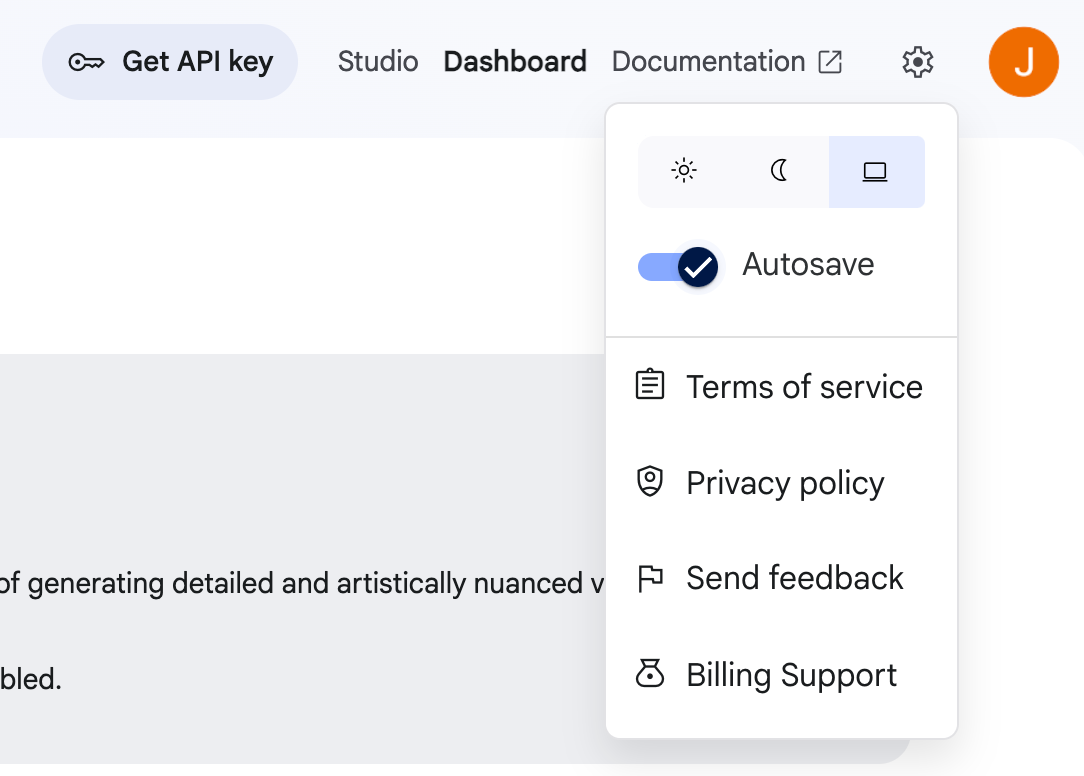 Get API key Studio Dashboard Documentation J
Autosave
Terms of service
Privacy policy
Send feedback
Billing Support
of generating detailed and artistically nuanced v
bled.